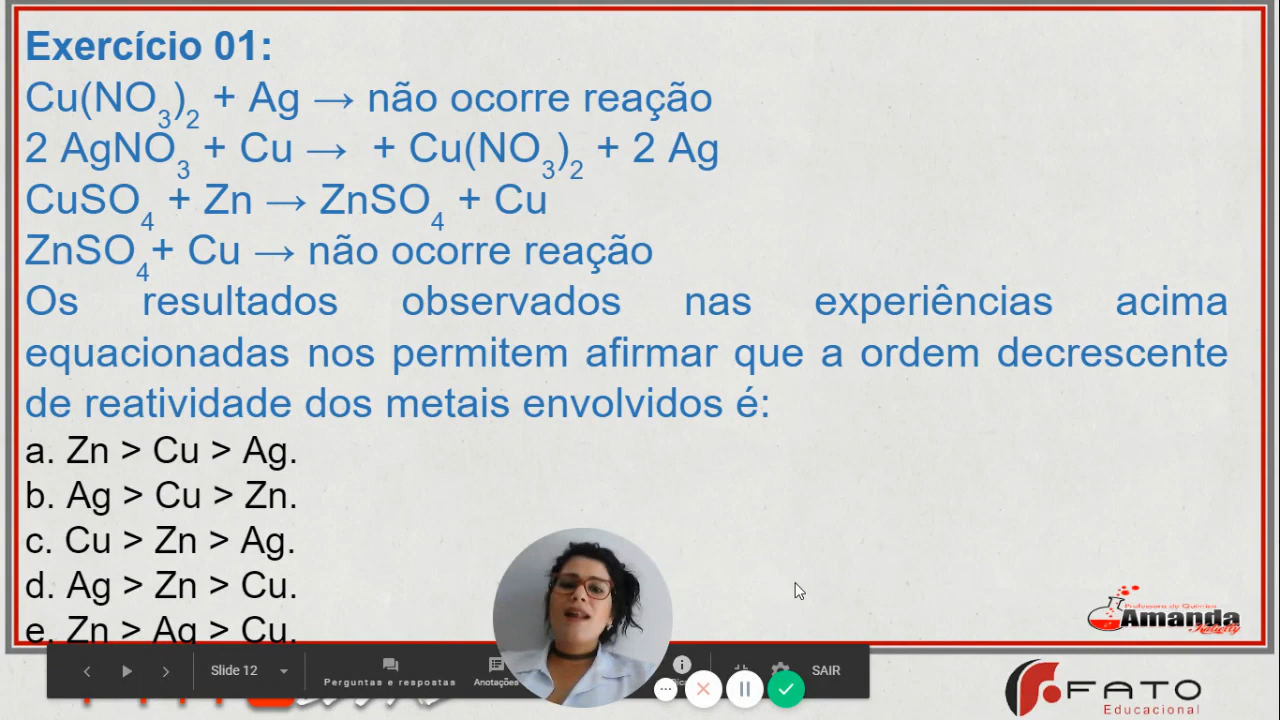 Exercício 01:
Cu(NO₃)₂ + Ag → não ocorre reação
2 AgNO₃ + Cu → + Cu(NO₃)₂ + 2 Ag
CuSO₄ + Zn → ZnSO₄ + Cu
ZnSO₄+ Cu → não ocorre reação
Os resultados observados nas experiências acima
equacionadas nos permitem afirmar que a ordem decrescente
de reatividade dos metais envolvidos é:
a. Zn > Cu > Ag.
b. Ag > Cu > Zn.
c. Cu > Zn > Ag.
d. Ag > Zn > Cu.
e. Zn > Ag > Cu.
Professora de Química
Amanda
Slide 12
Perguntas e respostas
Anotações
SAIR
FATO
Educacional